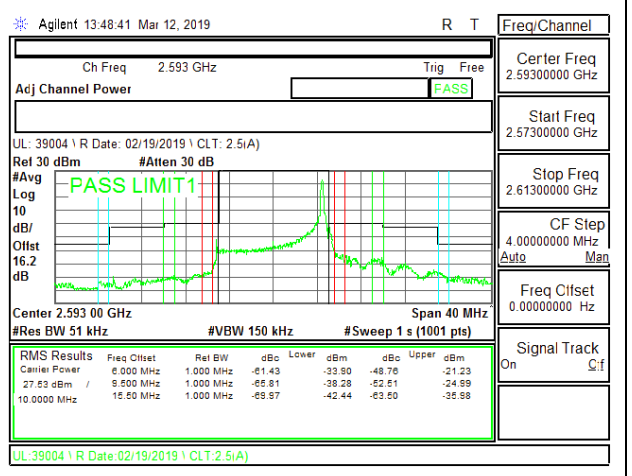 Agilent 13:48:41 Mar 12, 2019 R T
Freq/Channel
Ch Freq 2.593 GHz Trig Free
Adj Channel Power PASS
Center Freq
2.59300000 GHz
Start Freq
2.57300000 GHz
Stop Freq
2.61300000 GHz
CF Step
4.00000000 MHz
Auto Man
Freq Offset
0.00000000 Hz
Signal Track
On Off
UL: 39004 \ R Date: 02/19/2019 \ CLT: 2.5(A)
Ref 30 dBm #Atten 30 dB
#Avg
Log
10
dB/
Offst
16.2
dB
PASS LIMIT1
Center 2.593 00 GHz Span 40 MHz
#Res BW 51 kHz #VBW 150 kHz #Sweep 1 s (1001 pts)
RMS Results Freq Offset Ref BW dBc Lower dBm dBc Upper dBm
Carrier Power 6.000 MHz 1.000 MHz -61.43 -33.90 -48.76 -21.23
27.53 dBm / 9.500 MHz 1.000 MHz -65.81 -38.28 -52.51 -24.99
10.0000 MHz 15.50 MHz 1.000 MHz -69.97 -42.44 -63.50 -35.98
UL:39004 \ R Date:02/19/2019 \ CLT:2.5(A)